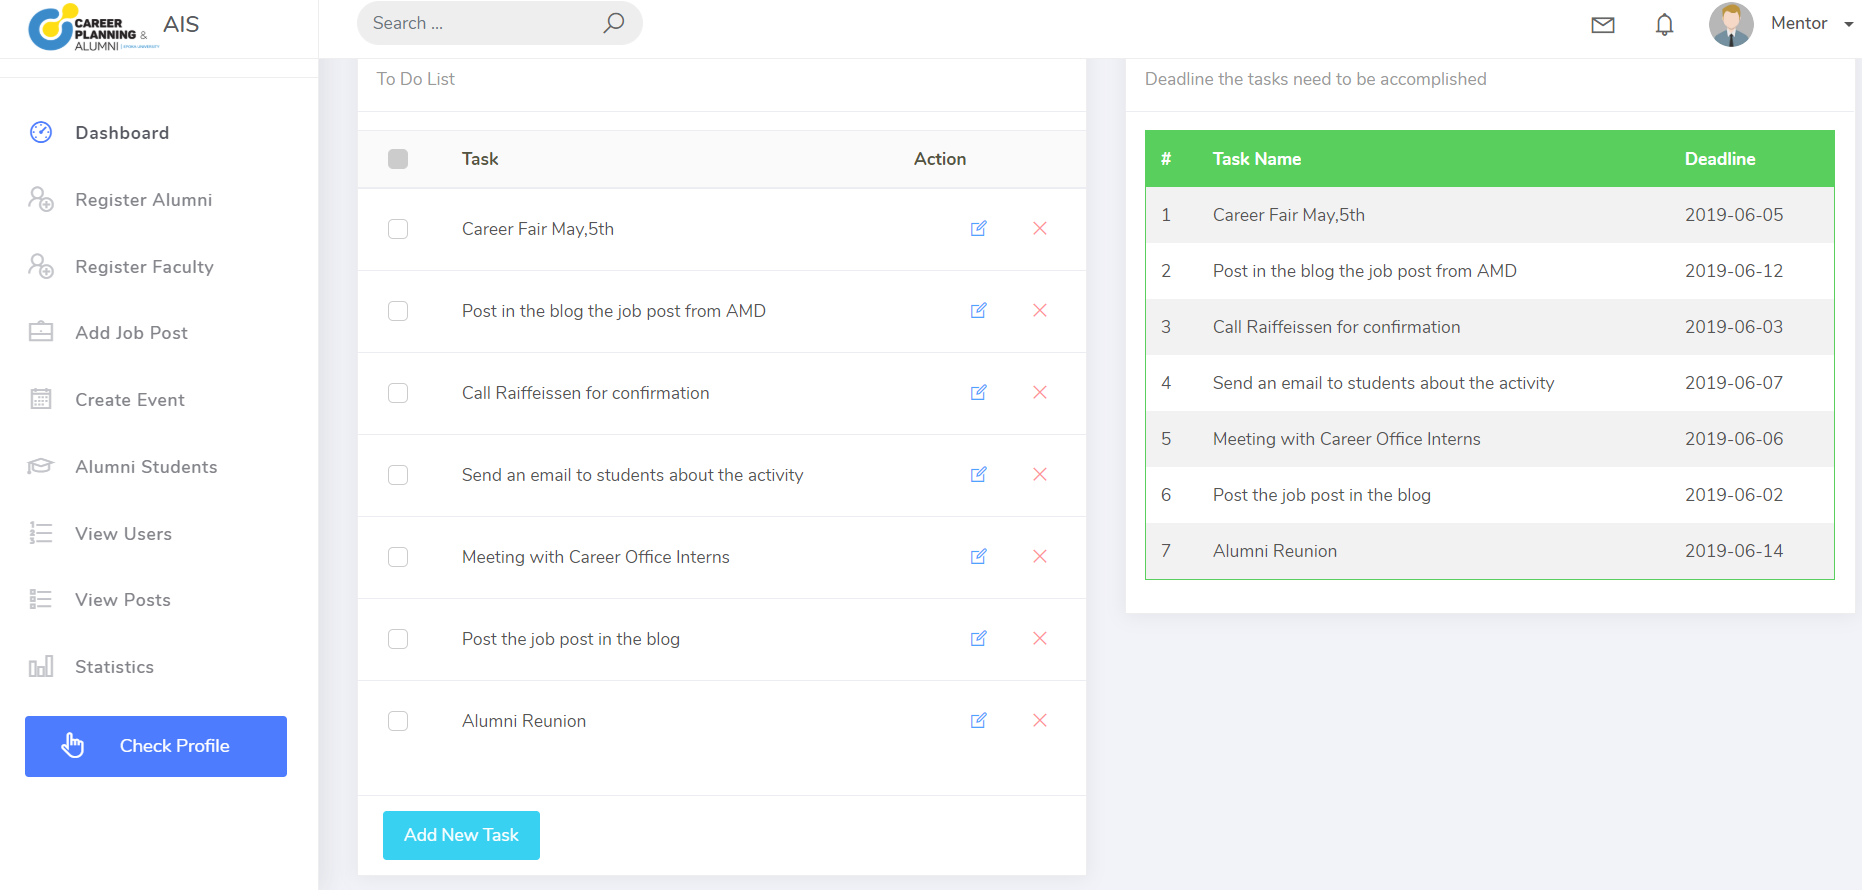 CAREER
PLANNING &
ALUMNI
AIS
Search ...
Mentor
Dashboard
Register Alumni
Register Faculty
Add Job Post
Create Event
Alumni Students
View Users
View Posts
Statistics
Check Profile
To Do List
Task Action
Career Fair May,5th
Post in the blog the job post from AMD
Call Raiffeissen for confirmation
Send an email to students about the activity
Meeting with Career Office Interns
Post the job post in the blog
Alumni Reunion
Add New Task
Deadline the tasks need to be accomplished
# Task Name Deadline
1 Career Fair May,5th 2019-06-05
2 Post in the blog the job post from AMD 2019-06-12
3 Call Raiffeissen for confirmation 2019-06-03
4 Send an email to students about the activity 2019-06-07
5 Meeting with Career Office Interns 2019-06-06
6 Post the job post in the blog 2019-06-02
7 Alumni Reunion 2019-06-14